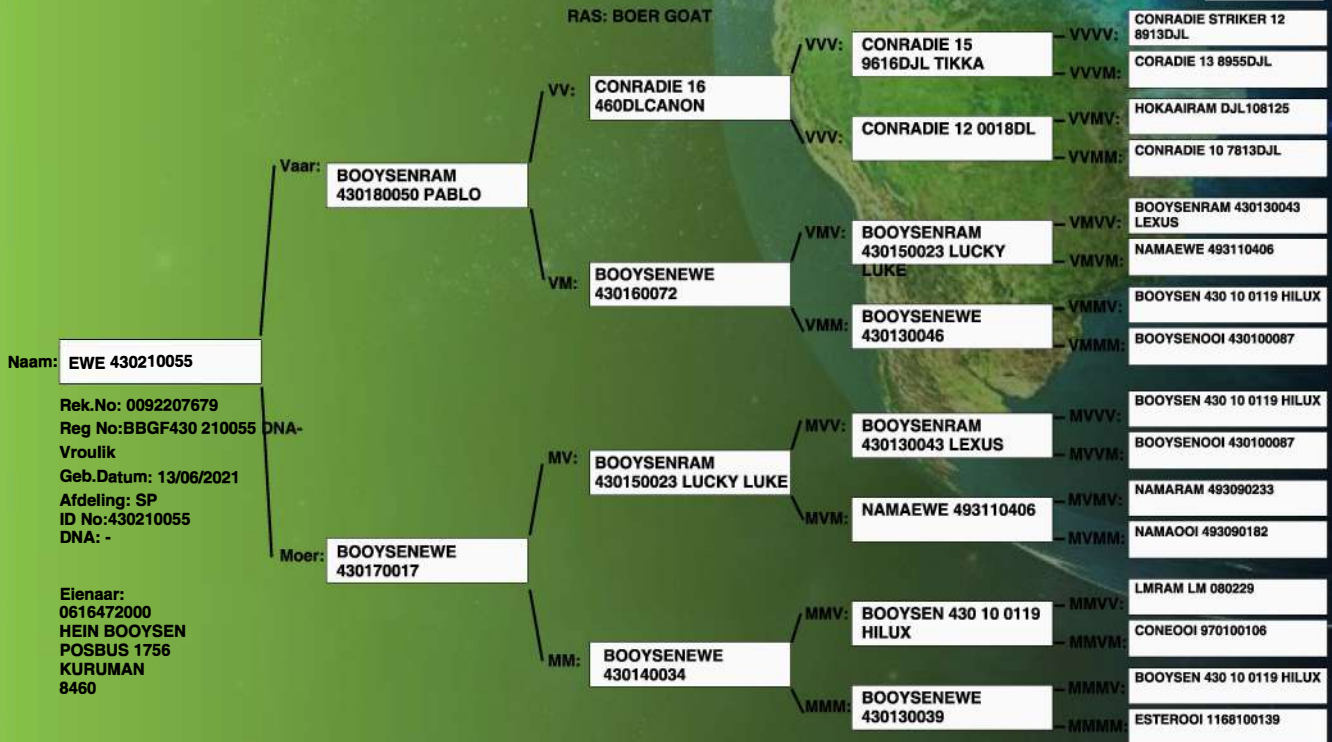 RAS: BOER GOAT
Naam:
EWE 430210055
Rek.No: 0092207679
Reg No:BBGF430 210055 DNA-
Vroulik
Geb.Datum: 13/06/2021
Afdeling: SP
ID No:430210055
DNA: -
Eienaar:
0616472000
HEIN BOOYSEN
POSBUS 1756
KURUMAN
8460
Vaar:
BOOYSENRAM
430180050 PABLO
Moer:
BOOYSENEWE
430170017
VV:
CONRADIE 16
460DLCANON
VM:
BOOYSENEWE
430160072
MV:
BOOYSENRAM
430150023 LUCKY LUKE
MM:
BOOYSENEWE
430140034
VVV:
CONRADIE 15
9616DJL TIKKA
VVV:
CONRADIE 12 0018DL
VMV:
BOOYSENRAM
430150023 LUCKY
LUKE
VMM:
BOOYSENEWE
430130046
MVV:
BOOYSENRAM
430130043 LEXUS
MVM:
NAMAEWE 493110406
MMV:
BOOYSEN 430 10 0119
HILUX
MMM:
BOOYSENEWE
430130039
VVVV:
CONRADIE STRIKER 12
8913DJL
VVVM:
CORADIE 13 8955DJL
VVMV:
HOKAAIRAM DJL108125
VVMM:
CONRADIE 10 7813DJL
VMVV:
BOOYSENRAM 430130043
LEXUS
VMVM:
NAMAEWE 493110406
VMMV:
BOOYSEN 430 10 0119 HILUX
VMMM:
BOOYSENOOI 430100087
MVVV:
BOOYSEN 430 10 0119 HILUX
MVVM:
BOOYSENOOI 430100087
MVMV:
NAMARAM 493090233
MVMM:
NAMAOOI 493090182
MMVV:
LMRAM LM 080229
MMVM:
CONEOOI 970100106
MMMV:
BOOYSEN 430 10 0119 HILUX
MMMM:
ESTEROOI 1168100139